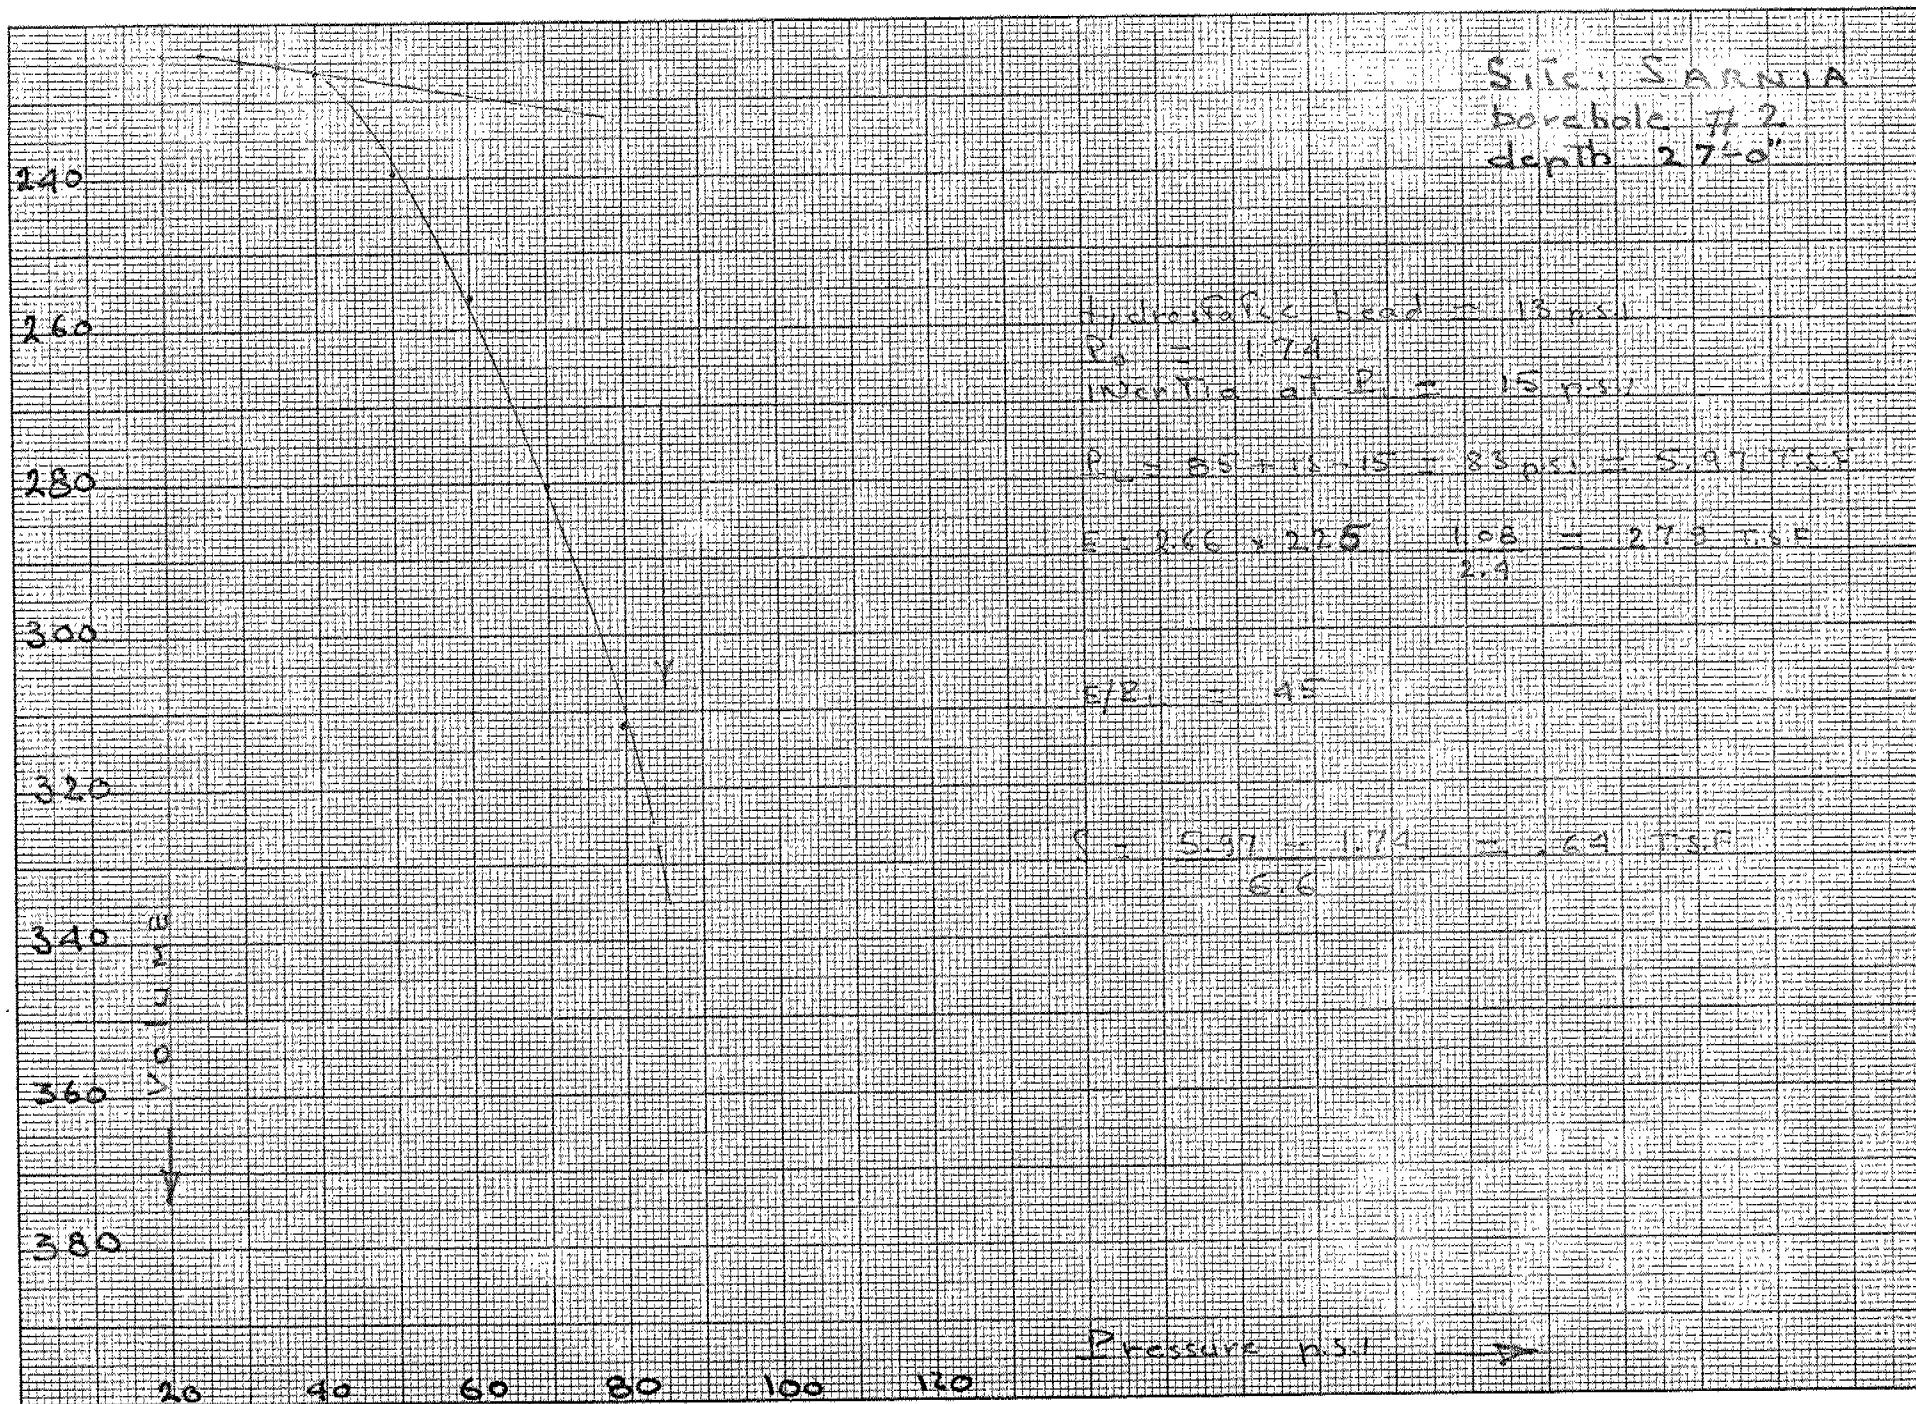 Site: SARNIA
borehole # 2
depth 27'-0"
240
260
280
300
320
340
360
380
Hydrostatic head = 13 psi
Po = 1.74
Inertia at PL = 15 psi
PL = 85 + 13 - 15 = 83 psi = 5.97 T.S.F
E = 2.66 x 225 1.08 = 278 T.S.F
2.4
E/PL = 45
S = 5.97 - 1.74 = .64 T.S.F
6.6
Volume
Pressure p.s.i
20 40 60 80 100 120